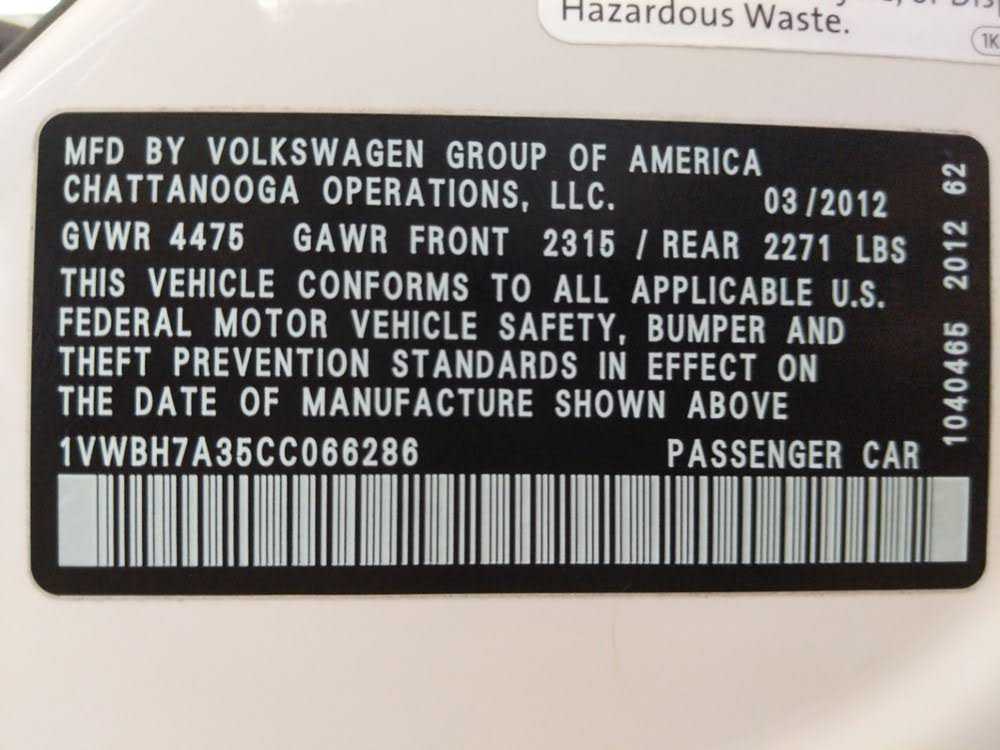 Hazardous Waste.
1K
MFD BY VOLKSWAGEN GROUP OF AMERICA
CHATTANOOGA OPERATIONS, LLC. 03/2012
GVWR 4475 GAWR FRONT 2315 / REAR 2271 LBS
THIS VEHICLE CONFORMS TO ALL APPLICABLE U.S.
FEDERAL MOTOR VEHICLE SAFETY, BUMPER AND
THEFT PREVENTION STANDARDS IN EFFECT ON
THE DATE OF MANUFACTURE SHOWN ABOVE
1VWBH7A35CC066286 PASSENGER CAR
1040465 2012 62